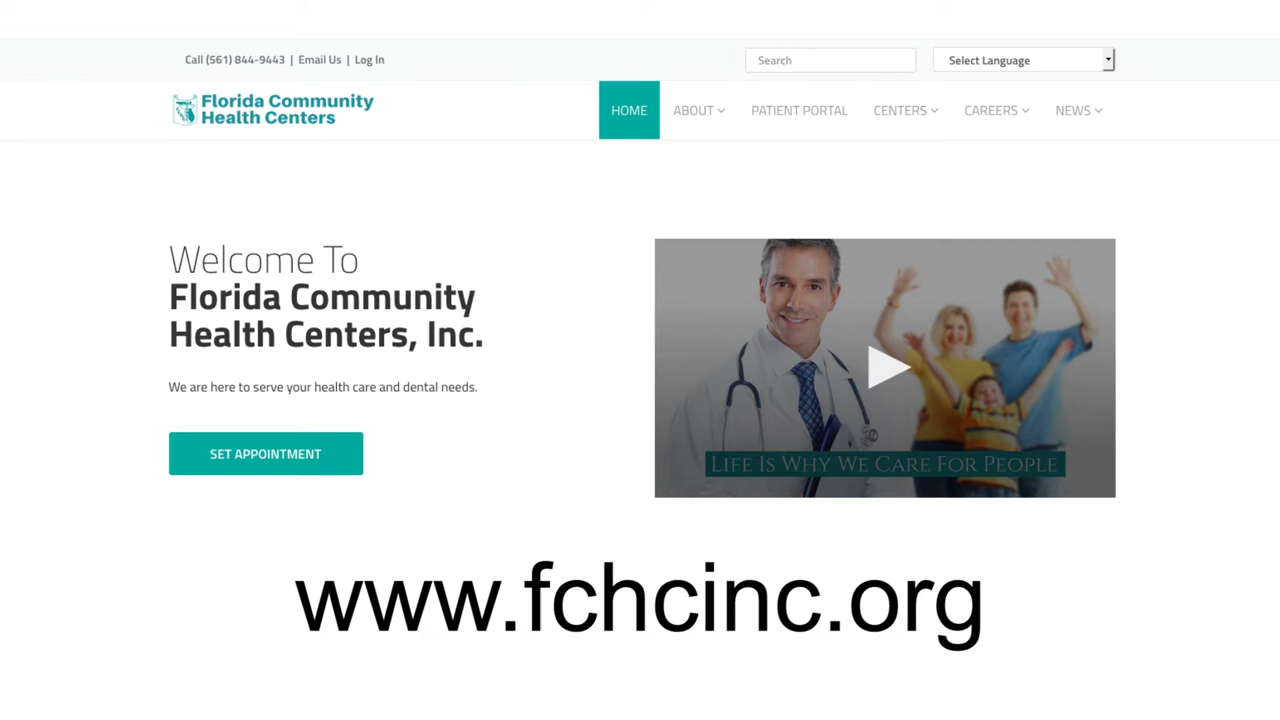 Call (561) 844-9443 | Email Us | Log In
Search
Select Language
Florida Community
Health Centers
HOME
ABOUT
PATIENT PORTAL
CENTERS
CAREERS
NEWS
Welcome To
Florida Community
Health Centers, Inc.
We are here to serve your health care and dental needs.
SET APPOINTMENT
LIFE IS WHY WE CARE FOR PEOPLE
www.fchcinc.org